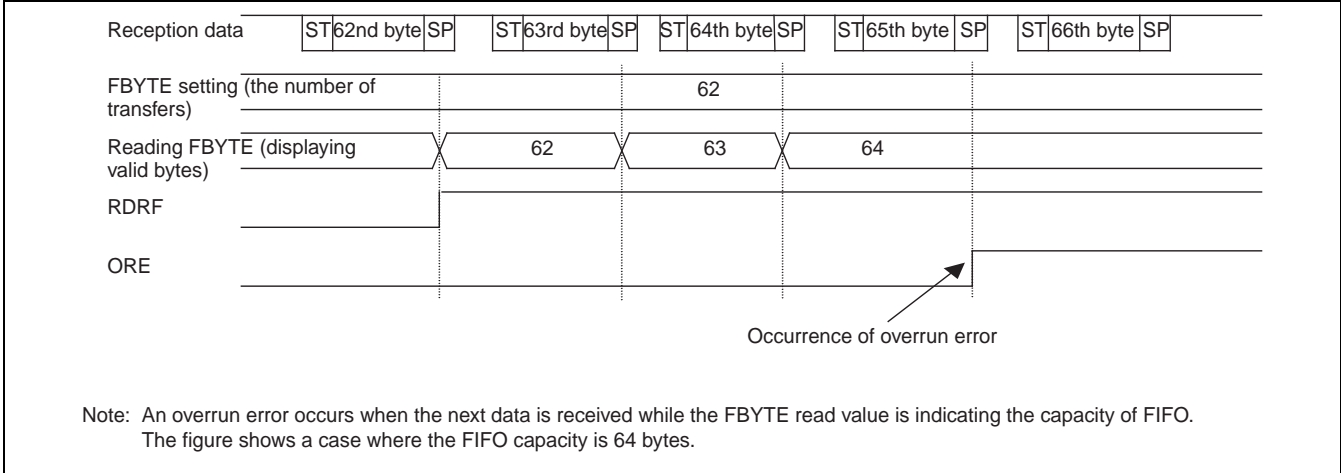 Reception data ST 62nd byte SP ST 63rd byte SP ST 64th byte SP ST 65th byte SP ST 66th byte SP
FBYTE setting (the number of
transfers)
62
Reading FBYTE (displaying
valid bytes)
62 63 64
RDRF
ORE
Occurrence of overrun error
Note: An overrun error occurs when the next data is received while the FBYTE read value is indicating the capacity of FIFO.
The figure shows a case where the FIFO capacity is 64 bytes.